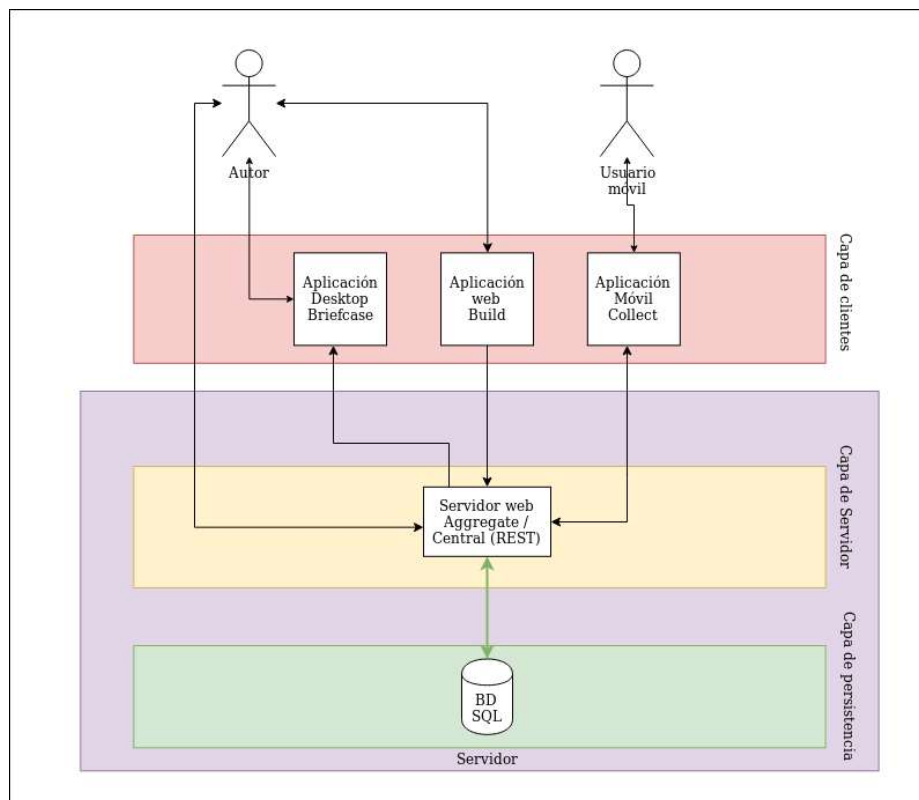 Autor
Usuario
móvil
Capa de clientes
Aplicación
Desktop
Briefcase
Aplicación
web
Build
Aplicación
Móvil
Collect
Capa de Servidor
Servidor web
Aggregate /
Central (REST)
Capa de persistencia
BD
SQL
Servidor